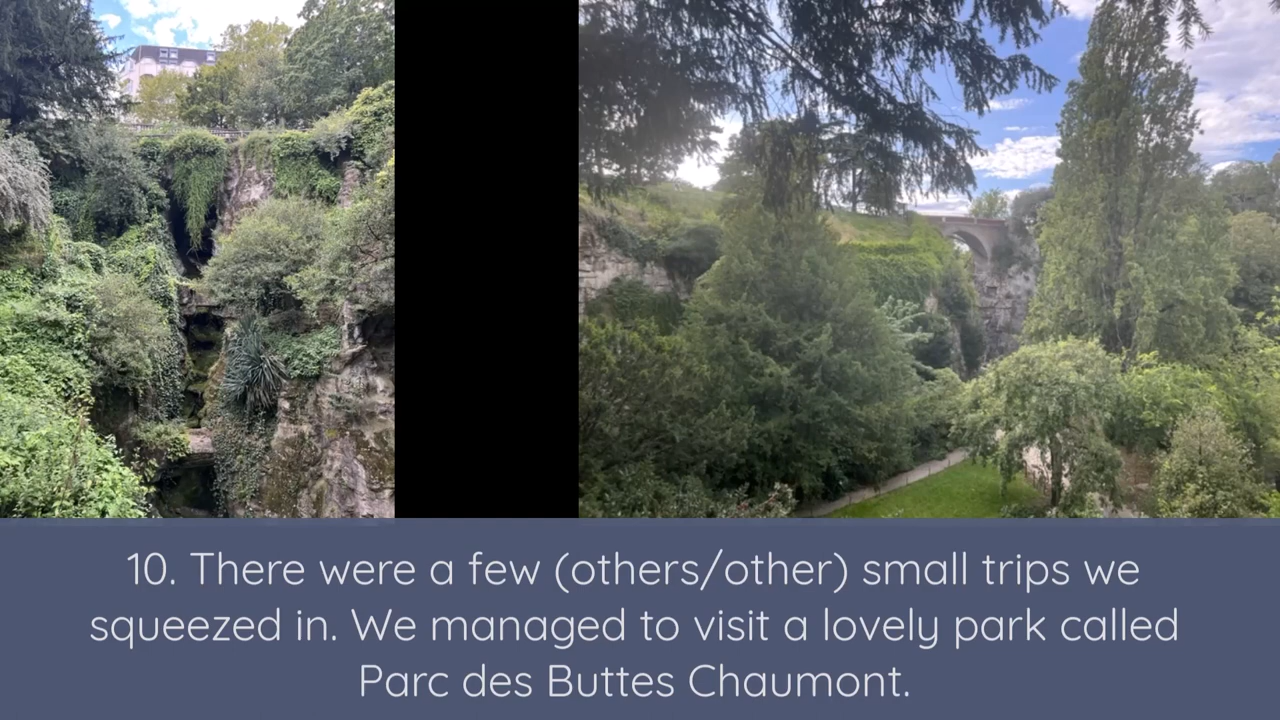 10. There were a few (others/other) small trips we
squeezed in. We managed to visit a lovely park called
Parc des Buttes Chaumont.